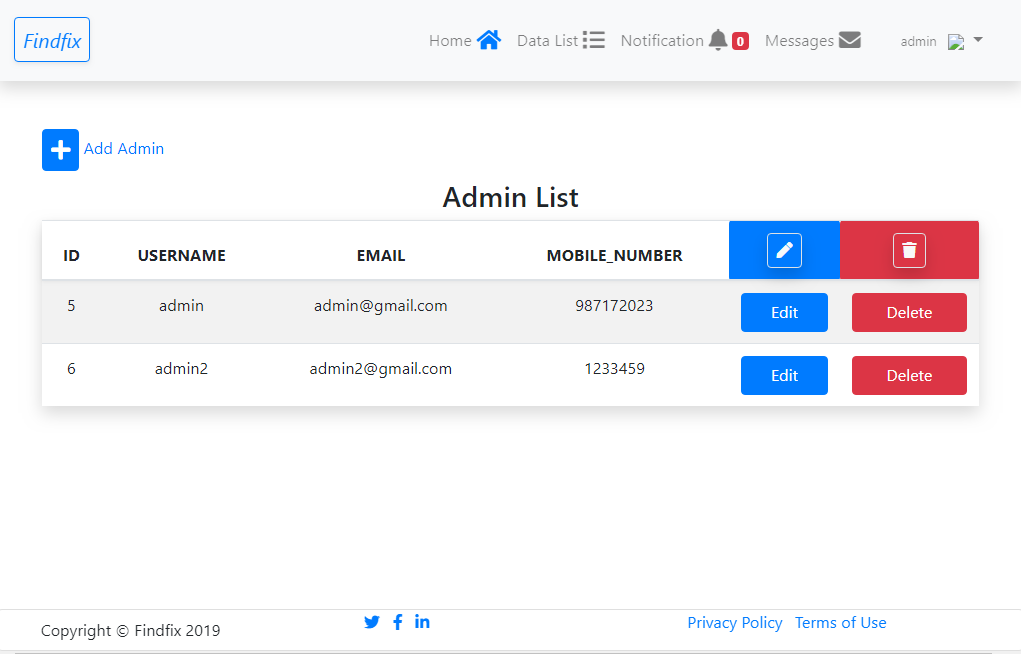 Findfix Home Data List Notification 0 Messages admin
Add Admin
Admin List
ID USERNAME EMAIL MOBILE_NUMBER
5 admin admin@gmail.com 987172023 Edit Delete
6 admin2 admin2@gmail.com 1233459 Edit Delete
Copyright © Findfix 2019 Privacy Policy Terms of Use